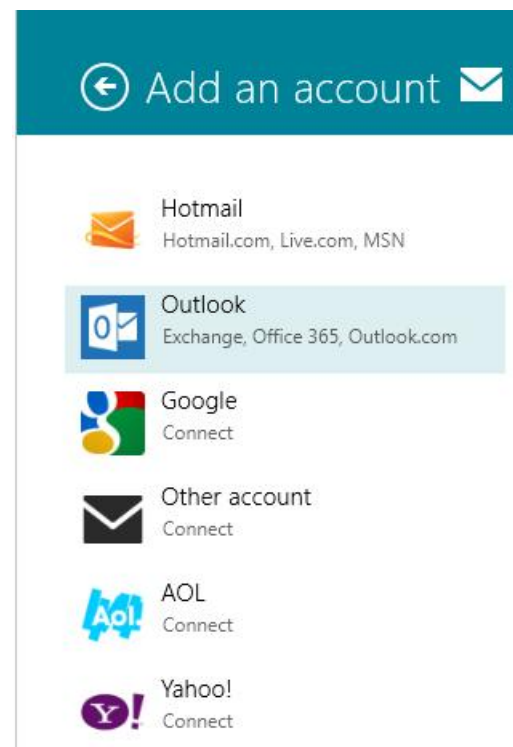 Add an account
Hotmail
Hotmail.com, Live.com, MSN
Outlook
Exchange, Office 365, Outlook.com
Google
Connect
Other account
Connect
Aol.
AOL
Connect
Y!
Yahoo!
Connect